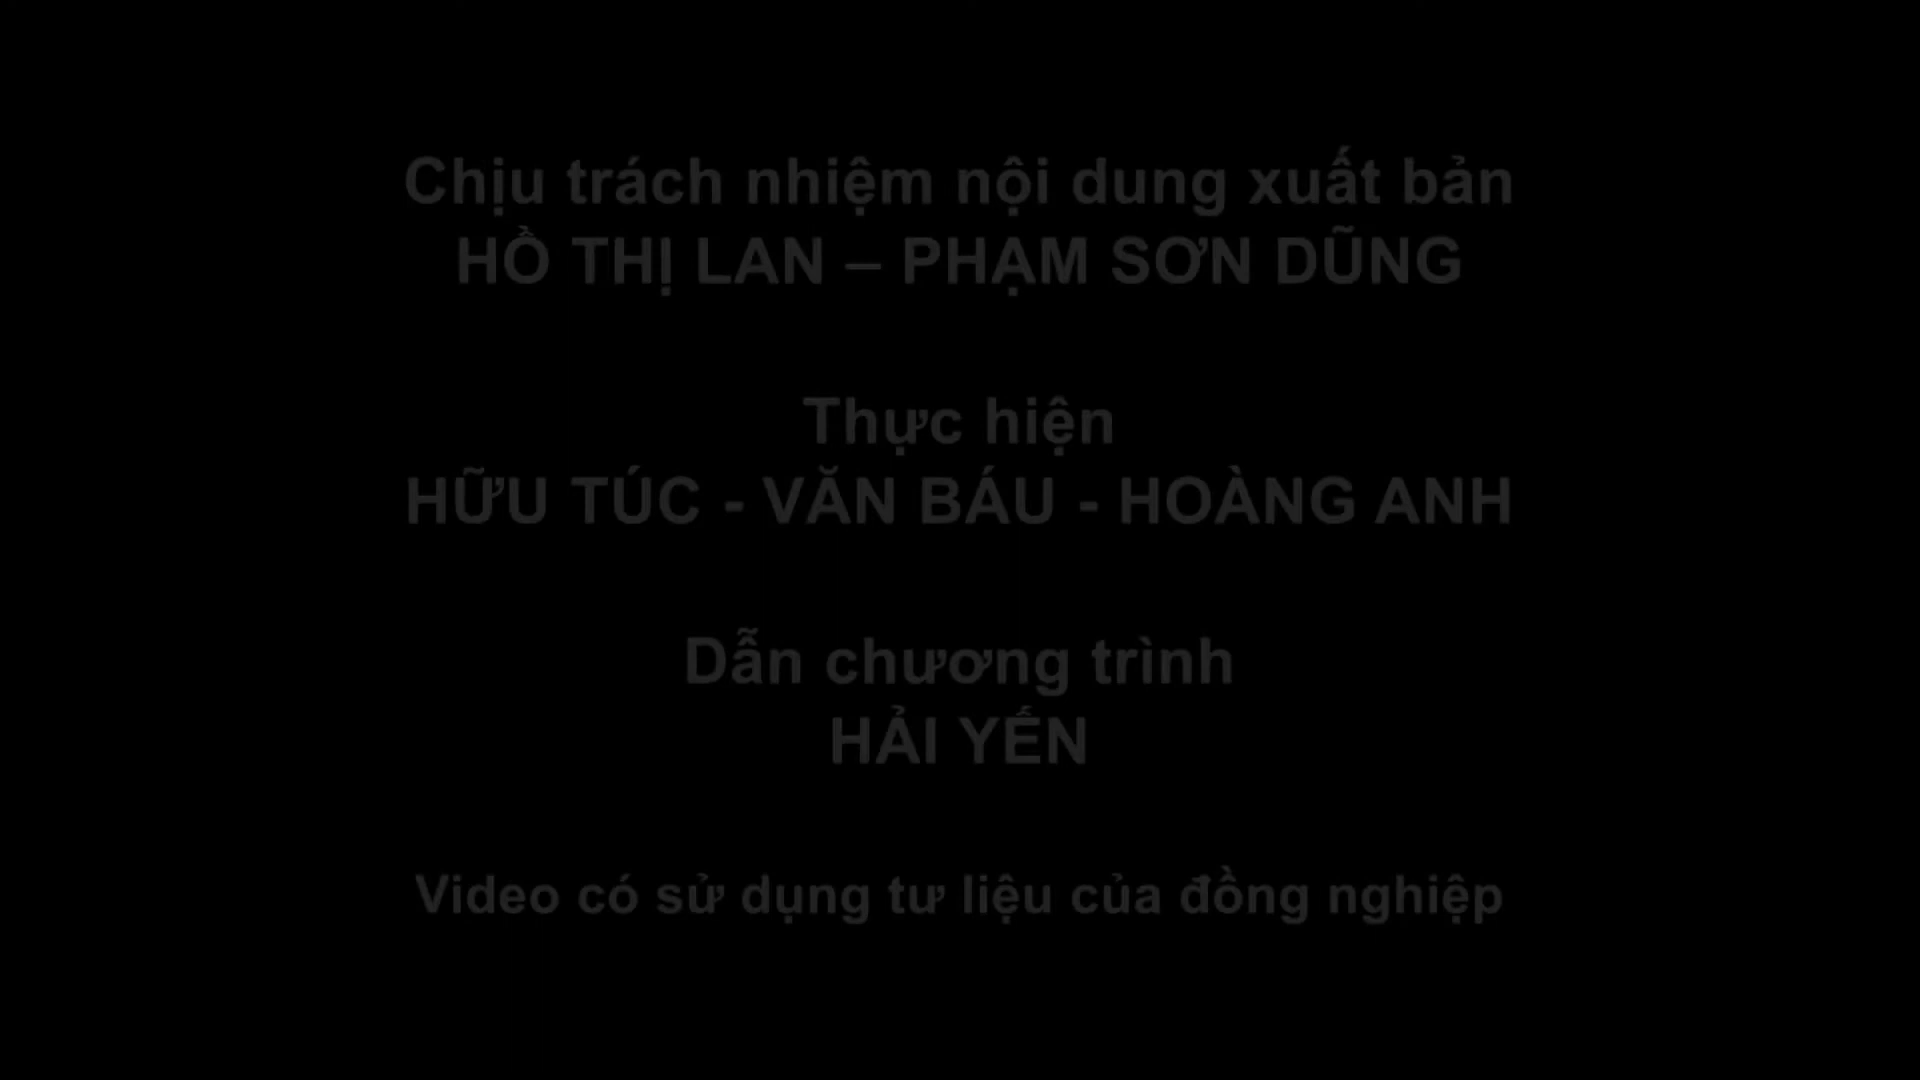 Chịu trách nhiệm nội dung xuất bản
HỒ THỊ LAN – PHẠM SƠN DŨNG
Thực hiện
HỮU TÚC - VĂN BÁU - HOÀNG ANH
Dẫn chương trình
HẢI YẾN
Video có sử dụng tư liệu của đồng nghiệp